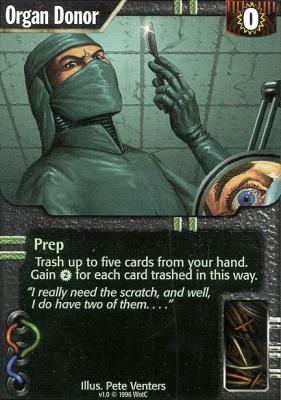 Organ Donor
0
Prep
Trash up to five cards from your hand.
Gain 2 for each card trashed in this way.
"I really need the scratch, and well,
I do have two of them. . . ."
Illus. Pete Venters
v1.0 © 1996 WotC